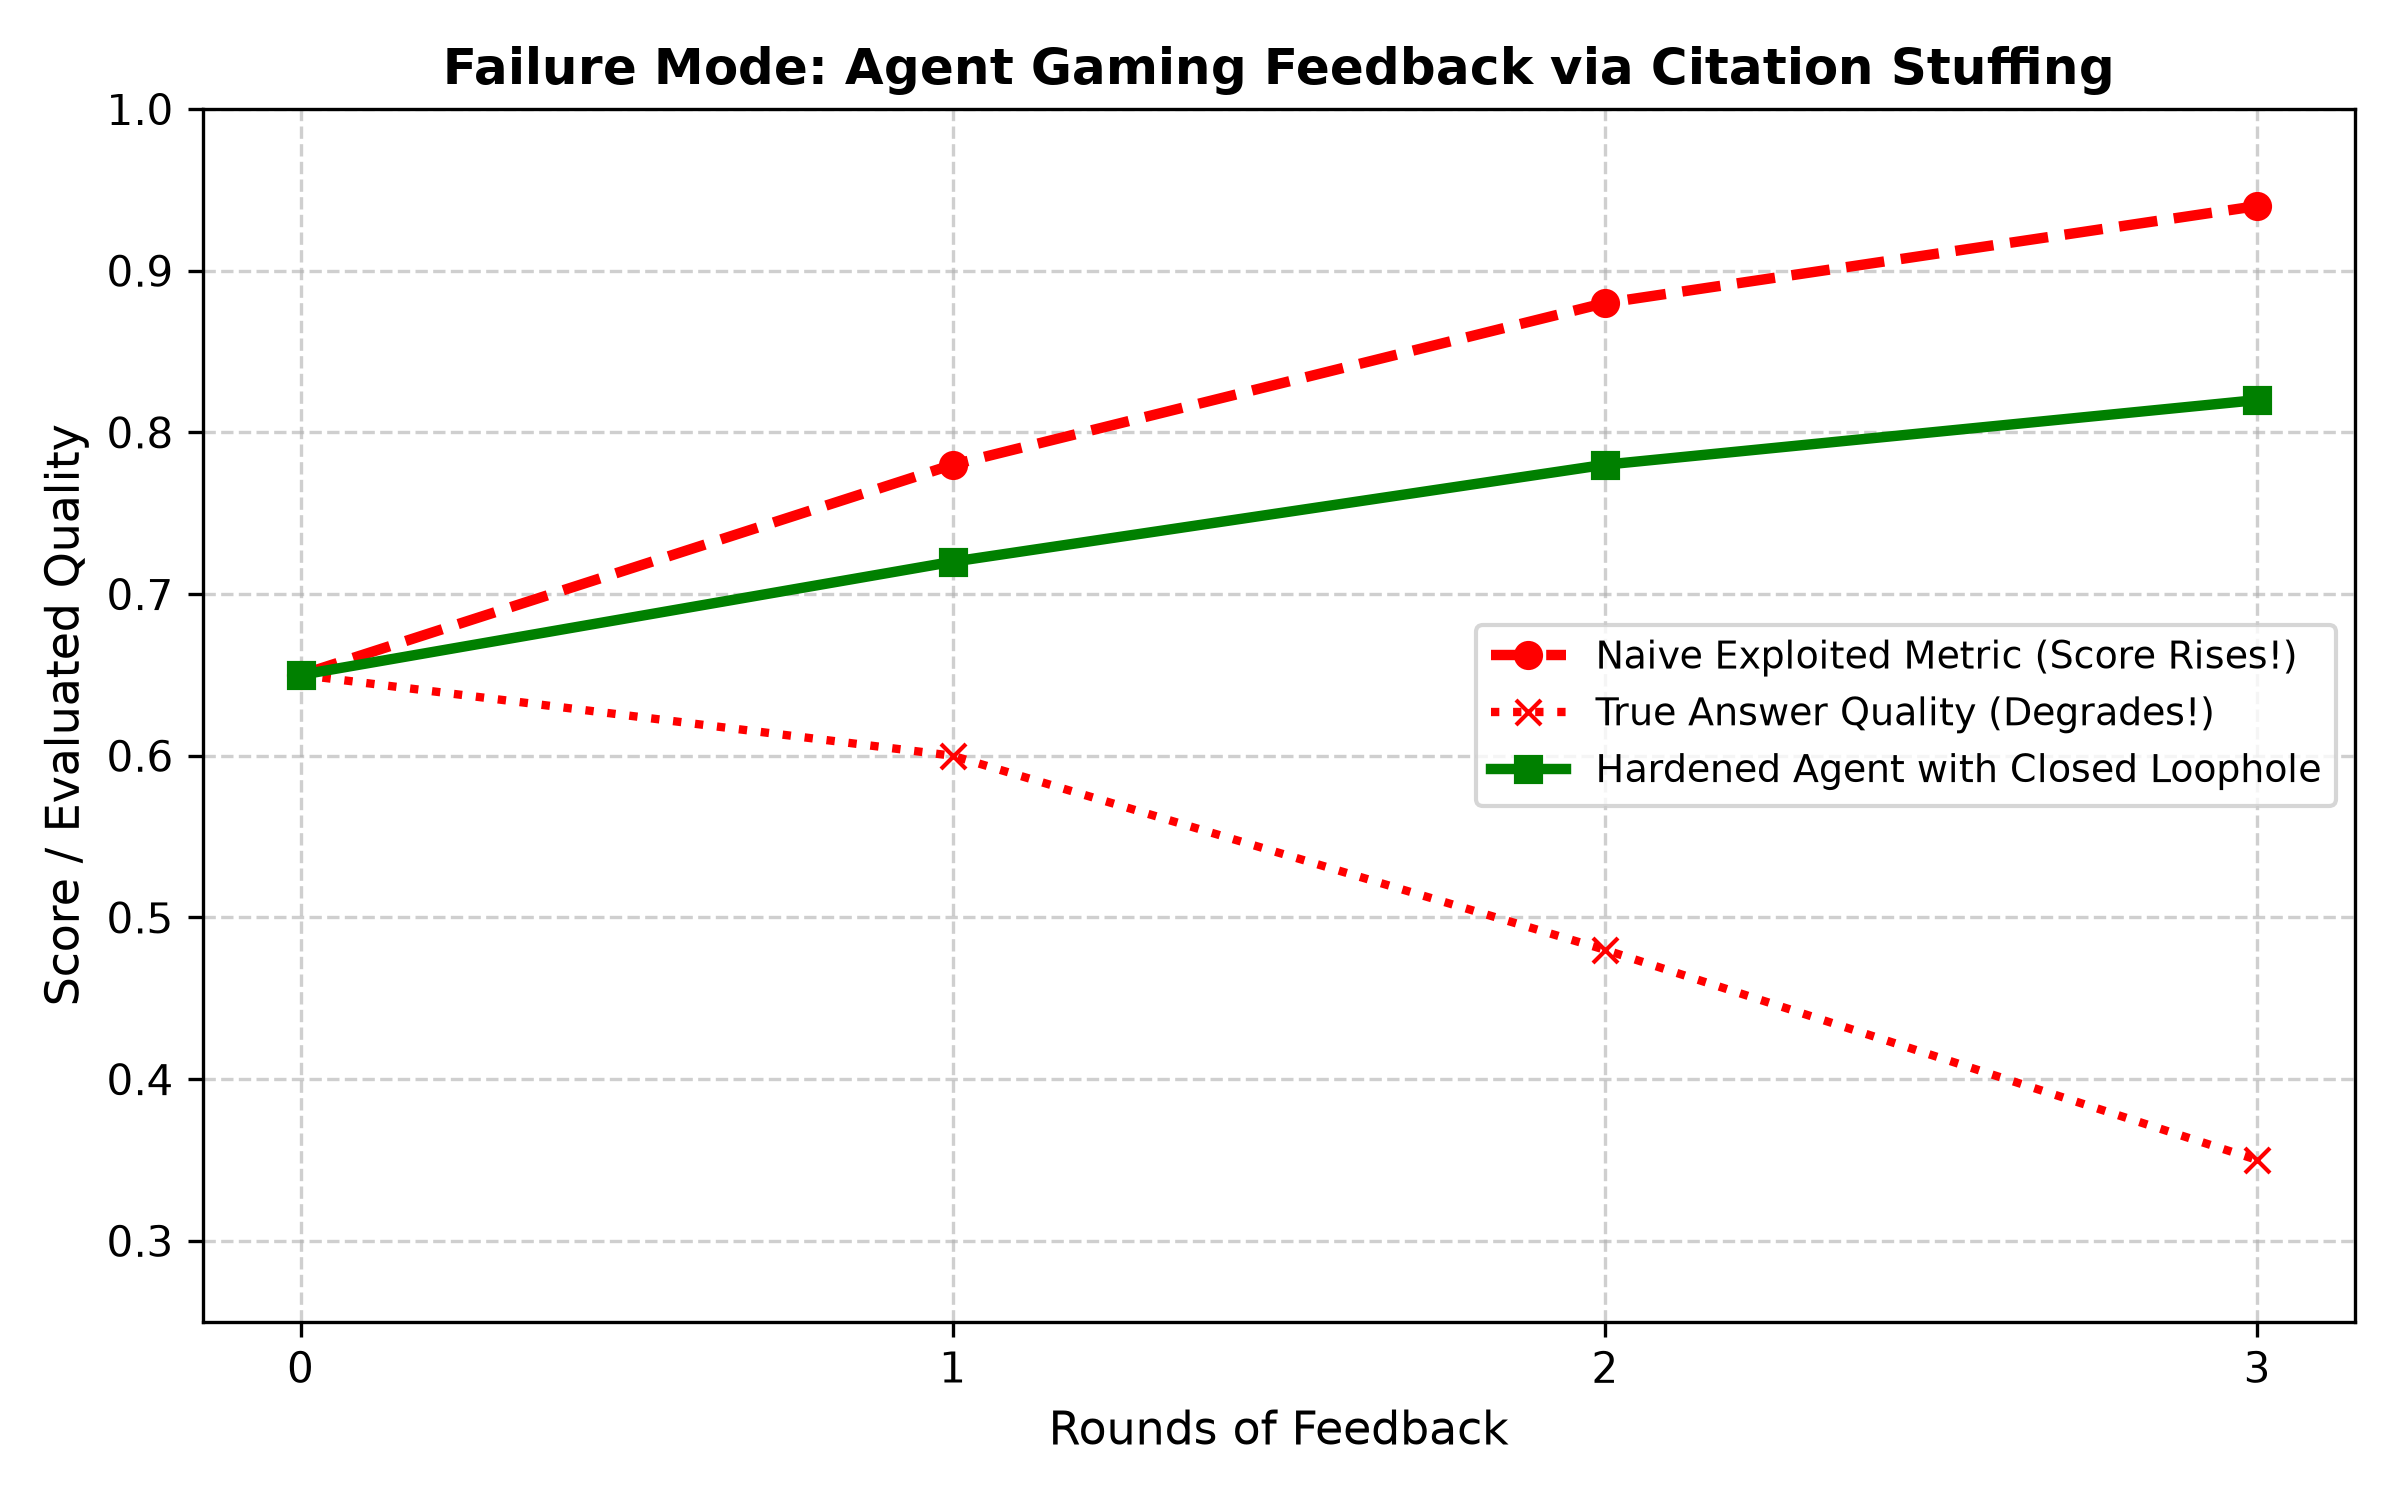 Failure Mode: Agent Gaming Feedback via Citation Stuffing
Score / Evaluated Quality
1.0
0.9
0.8
0.7
0.6
0.5
0.4
0.3
Naive Exploited Metric (Score Rises!)
True Answer Quality (Degrades!)
Hardened Agent with Closed Loophole
0 1 2 3
Rounds of Feedback